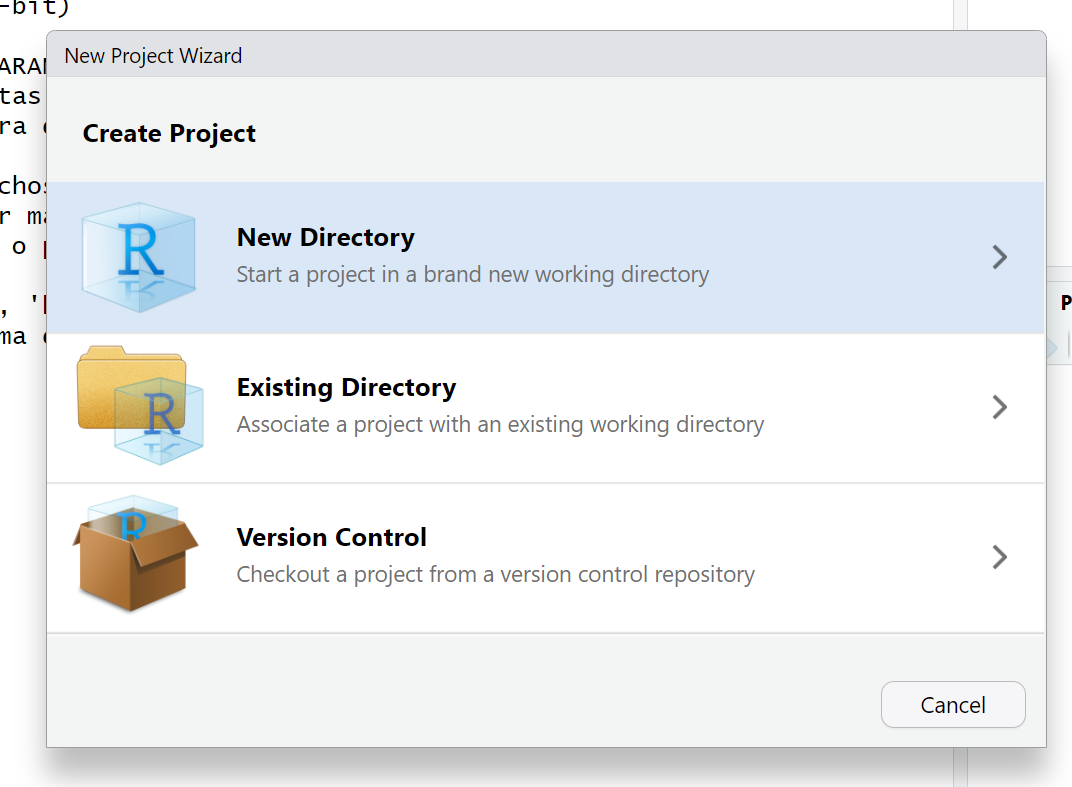 -bit)
New Project Wizard
ARAN
tas
ra
Create Project
chos
r ma
o p
, '
ma
New Directory
Start a project in a brand new working directory
Existing Directory
Associate a project with an existing working directory
Version Control
Checkout a project from a version control repository
Cancel
P